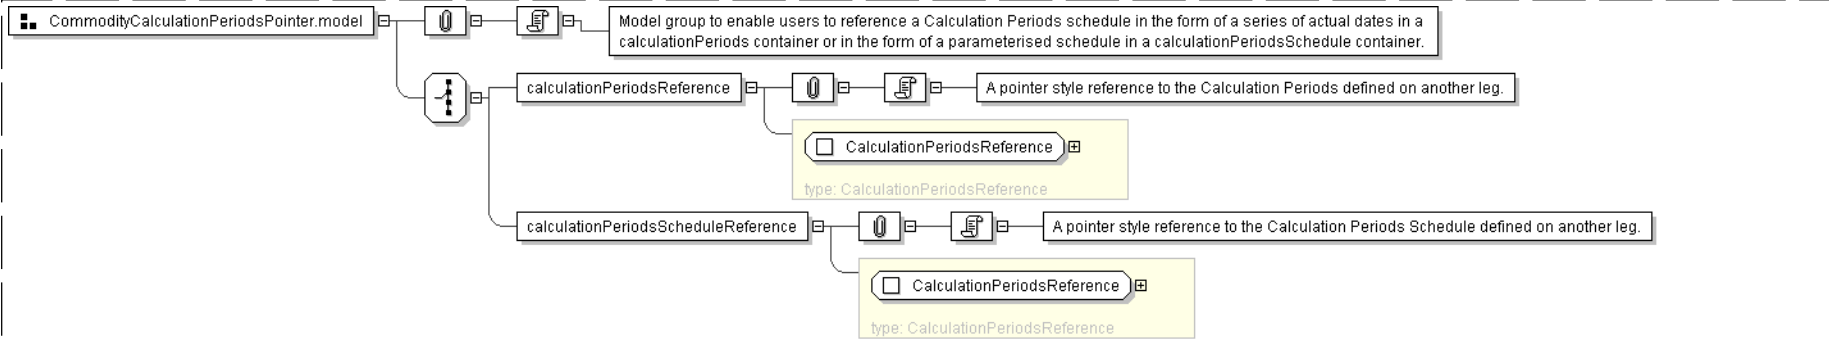 CommodityCalculationPeriodsPointer.model
Model group to enable users to reference a Calculation Periods schedule in the form of a series of actual dates in a
calculationPeriods container or in the form of a parameterised schedule in a calculationPeriodsSchedule container.
calculationPeriodsReference
A pointer style reference to the Calculation Periods defined on another leg.
CalculationPeriodsReference
type: CalculationPeriodsReference
calculationPeriodsScheduleReference
A pointer style reference to the Calculation Periods Schedule defined on another leg.
CalculationPeriodsReference
type: CalculationPeriodsReference